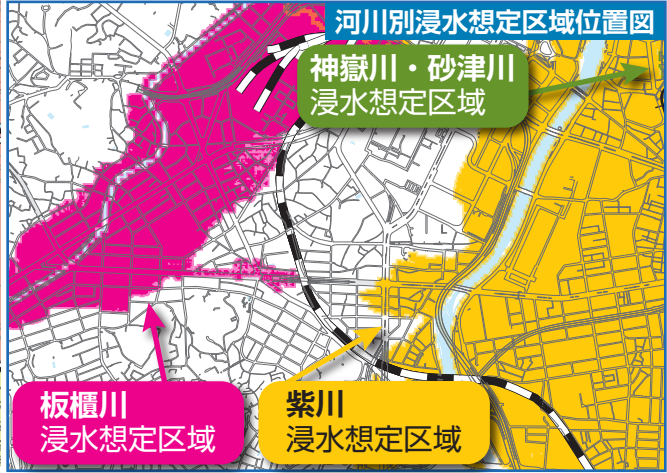 河川別浸水想定区域位置図
神嶽川・砂津川
浸水想定区域
板櫃川
浸水想定区域
紫川
浸水想定区域